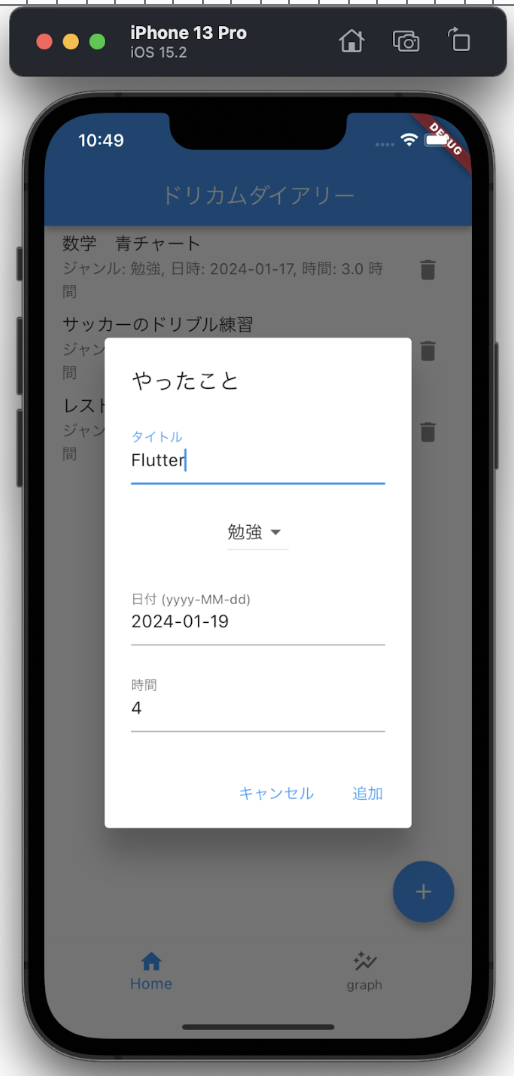 iPhone 13 Pro
iOS 15.2
10:49
DEBUG
ドリカムダイアリー
数学　青チャート
ジャンル: 勉強, 日時: 2024-01-17, 時間: 3.0 時
間
サッカーのドリブル練習
ジャン
間
レスト
ジャン
間
やったこと
タイトル
Flutter
勉強
日付 (yyyy-MM-dd)
2024-01-19
時間
4
キャンセル 追加
+
Home graph